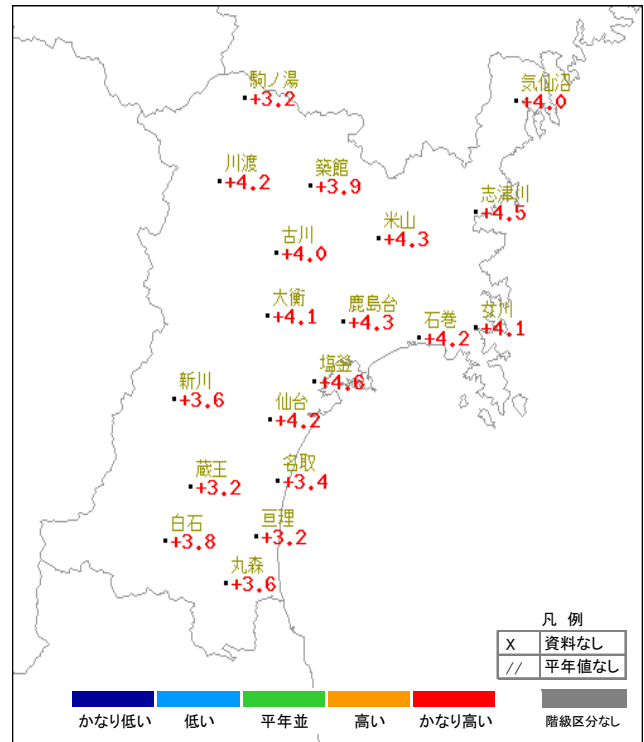 駒ノ湯
+3.2
気仙沼
+4.0
川渡
+4.2
築館
+3.9
志津川
+4.5
米山
+4.3
古川
+4.0
大衡
+4.1
鹿島台
+4.3
石巻
+4.2
女川
+4.1
塩釜
+4.6
新川
+3.6
仙台
+4.2
蔵王
+3.2
名取
+3.4
白石
+3.8
亘理
+3.2
丸森
+3.6
凡 例
X 資料なし
// 平年値なし
かなり低い 低い 平年並 高い かなり高い 階級区分なし